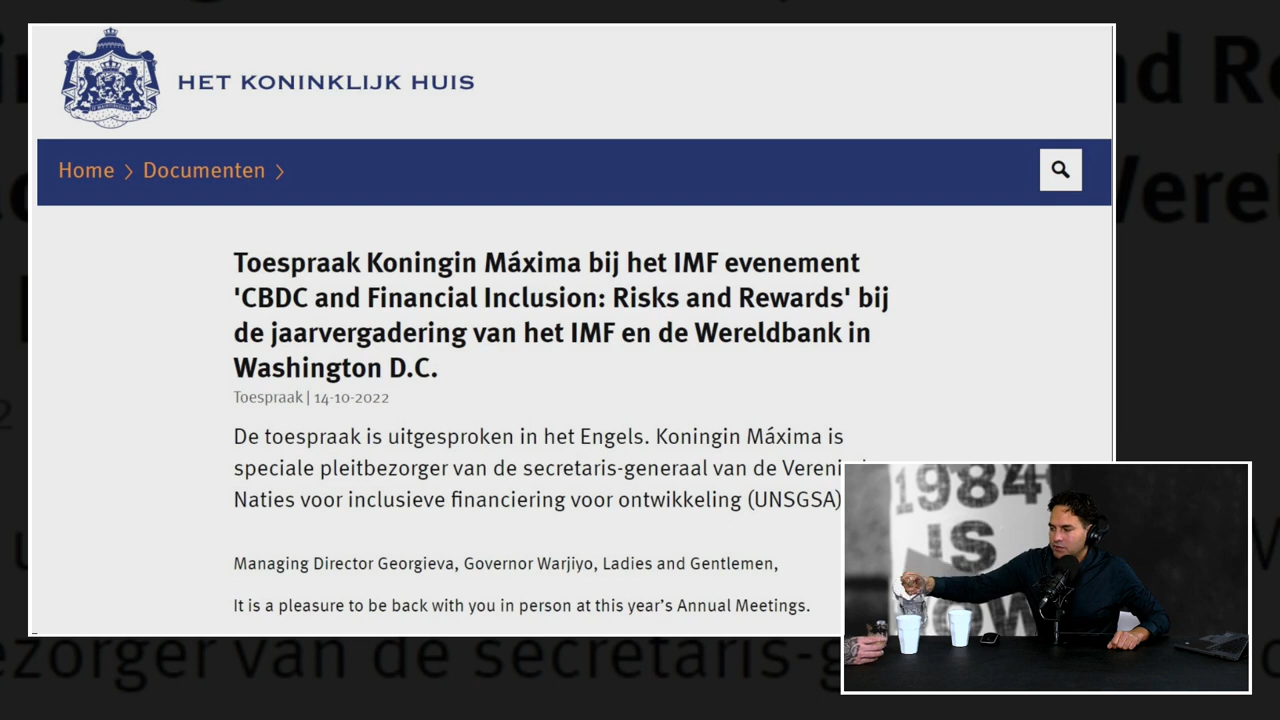 HET KONINKLIJK HUIS
Home > Documenten >
Toespraak Koningin Máxima bij het IMF evenement
'CBDC and Financial Inclusion: Risks and Rewards' bij
de jaarvergadering van het IMF en de Wereldbank in
Washington D.C.
Toespraak | 14-10-2022
De toespraak is uitgesproken in het Engels. Koningin Máxima is
speciale pleitbezorger van de secretaris-generaal van de
Naties voor inclusieve financiering voor ontwikkeling (UNSGSA)
Managing Director Georgieva, Governor Warjiyo, Ladies and Gentlemen,
It is a pleasure to be back with you in person at this year's Annual Meetings.
1984
IS
NOW